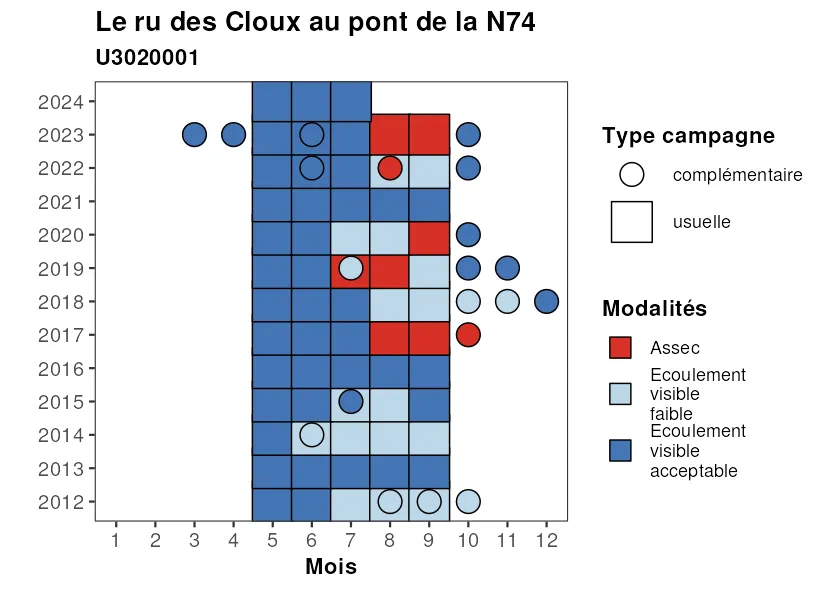 Le ru des Cloux au pont de la N74
U3020001
2024
2023
2022
2021
2020
2019
2018
2017
2016
2015
2014
2013
2012
1 2 3 4 5 6 7 8 9 10 11 12
Mois
Type campagne
complémentaire
usuelle
Modalités
Assec
Ecoulement
visible
faible
Ecoulement
visible
acceptable